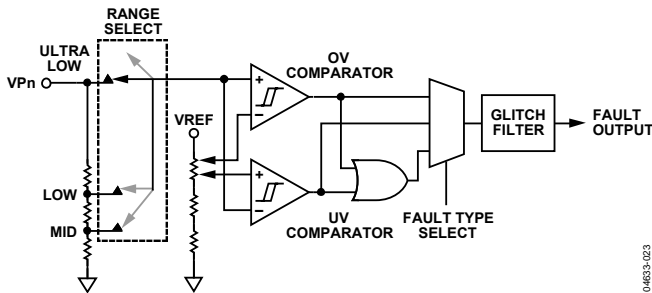 RANGE
SELECT
ULTRA
LOW
VPn
LOW
MID
VREF
+
−
+
−
OV
COMPARATOR
UV
COMPARATOR
FAULT TYPE
SELECT
GLITCH
FILTER
FAULT
OUTPUT
04633-023